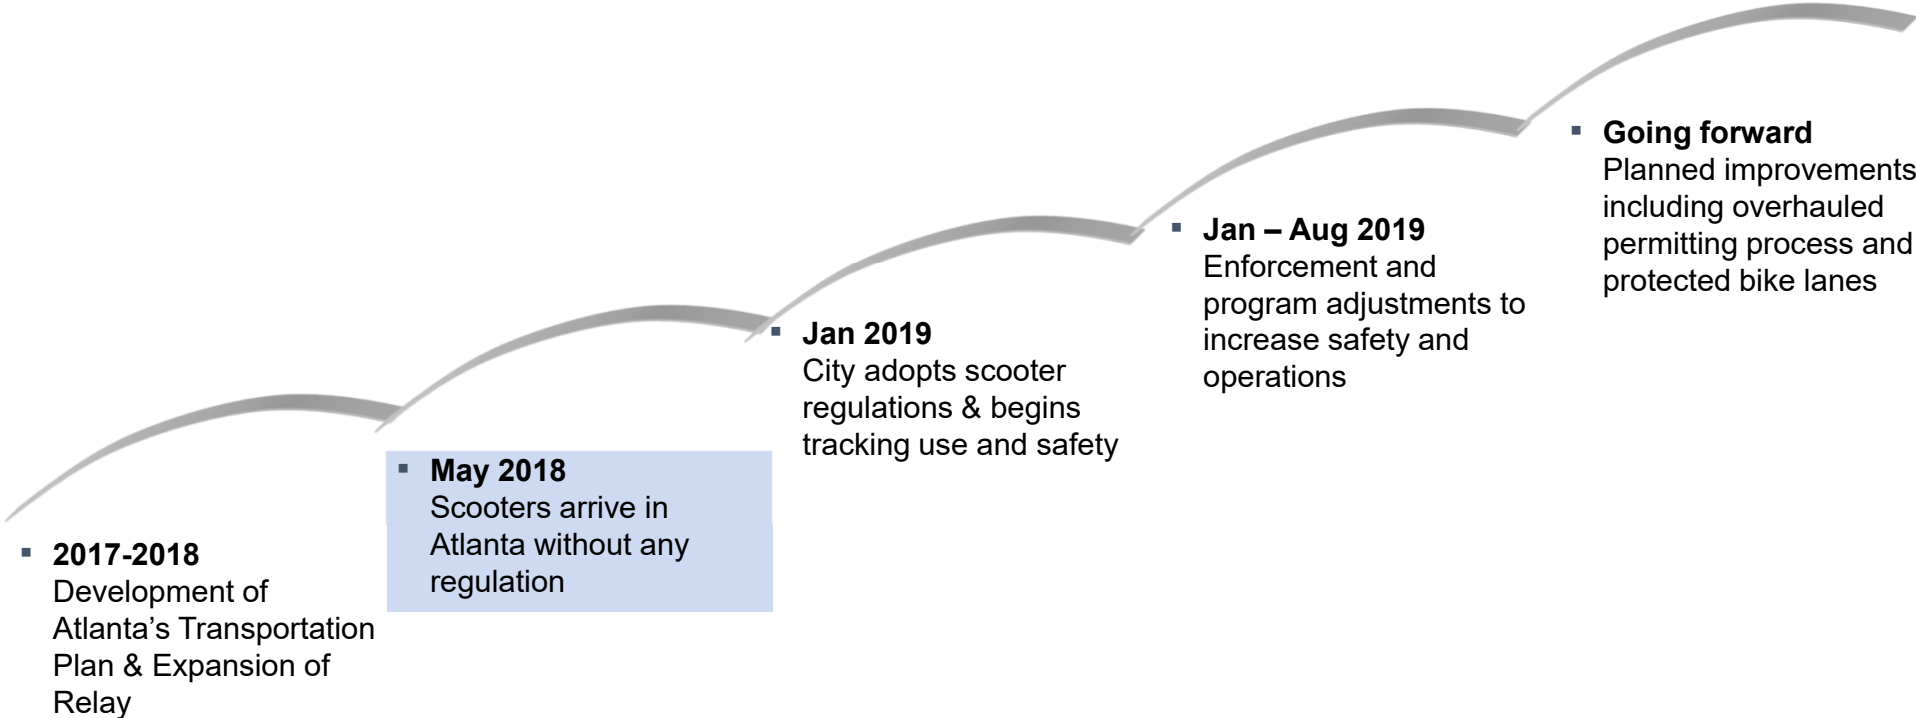 ▪ 2017-2018
Development of
Atlanta’s Transportation
Plan & Expansion of
Relay
▪ May 2018
Scooters arrive in
Atlanta without any
regulation
▪ Jan 2019
City adopts scooter
regulations & begins
tracking use and safety
▪ Jan – Aug 2019
Enforcement and
program adjustments to
increase safety and
operations
▪ Going forward
Planned improvements
including overhauled
permitting process and
protected bike lanes